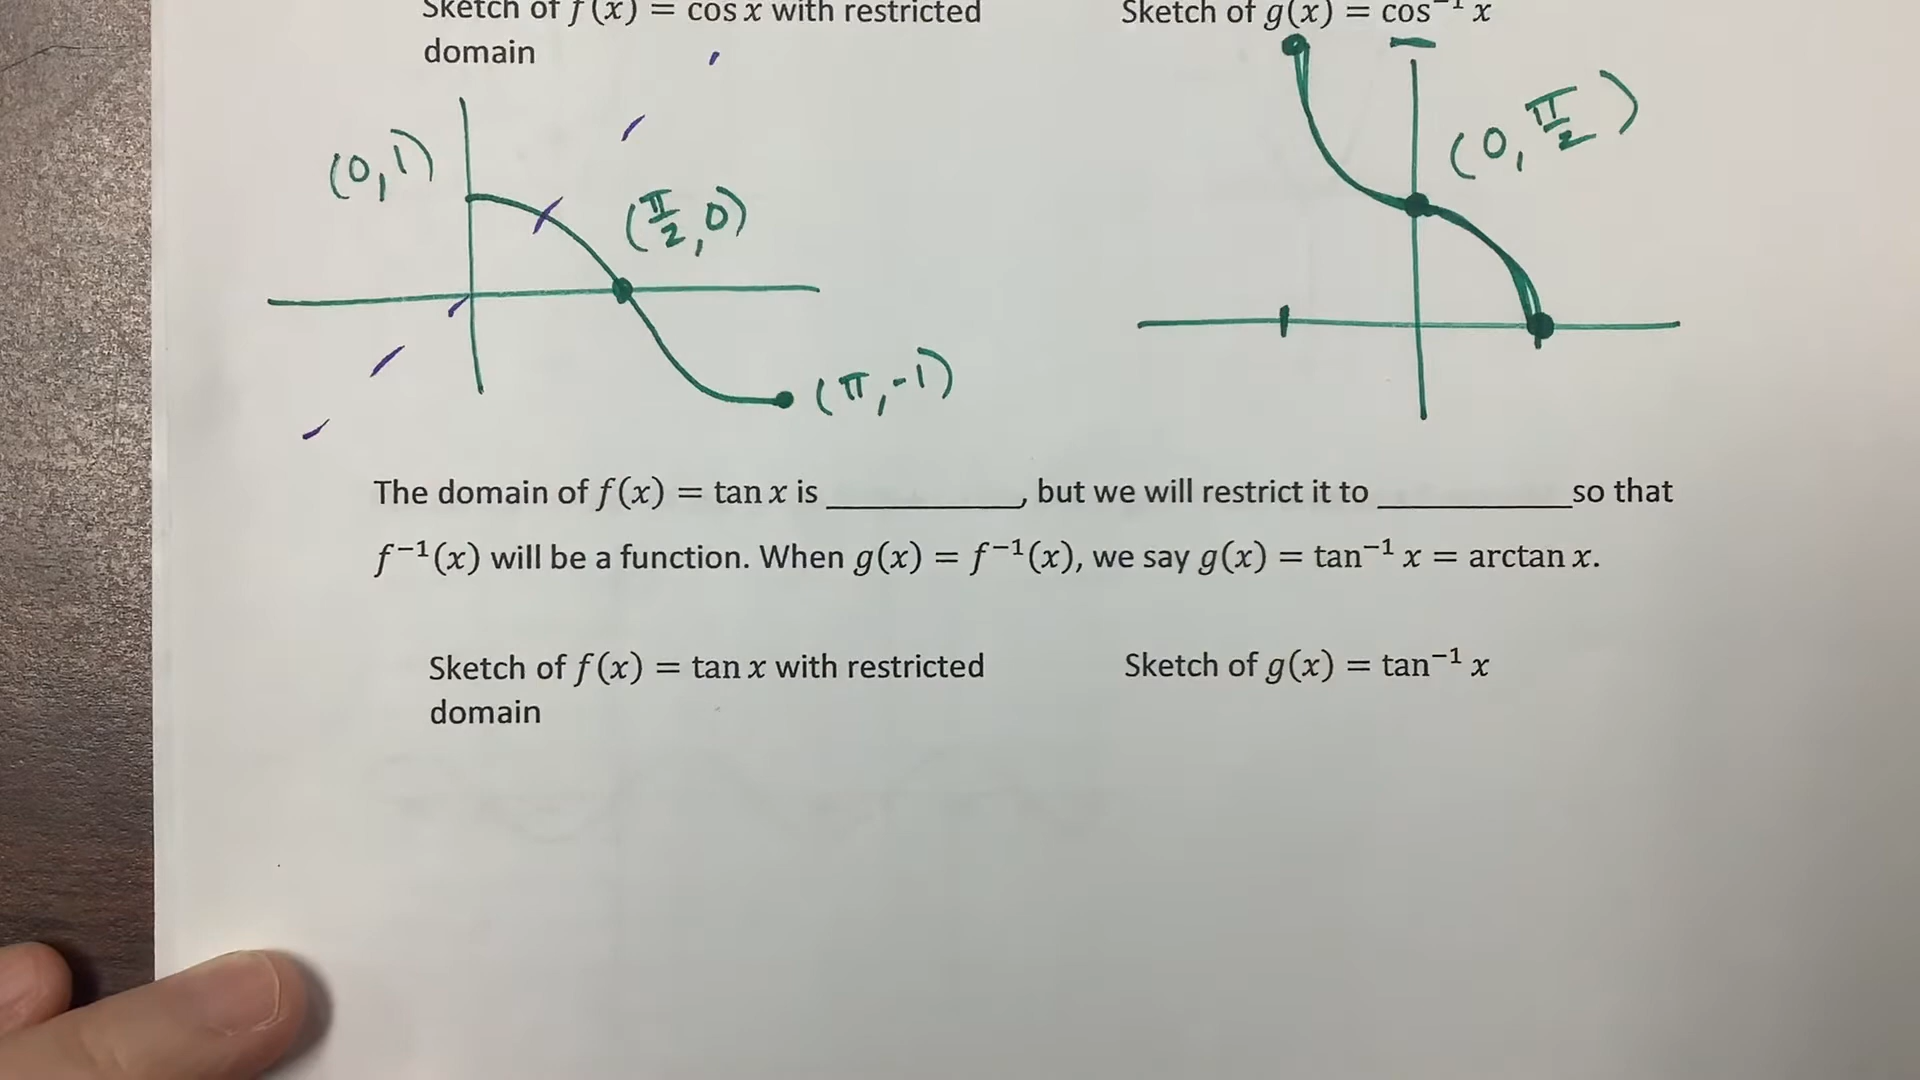 Sketch of f(x) = cos x with restricted
domain
Sketch of g(x) = cos⁻¹ x
(0,1)
(π/2,0)
(π,-1)
(0, π/2)
The domain of f(x) = tan x is __________, but we will restrict it to __________so that
f⁻¹(x) will be a function. When g(x) = f⁻¹(x), we say g(x) = tan⁻¹ x = arctan x.
Sketch of f(x) = tan x with restricted
domain
Sketch of g(x) = tan⁻¹ x